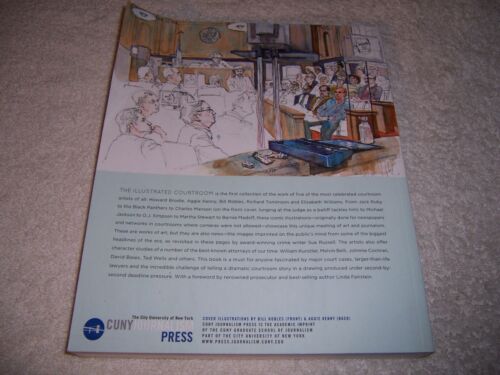 THE ILLUSTRATED COURTROOM is the first collection of the work of five of the most celebrated courtroom
artists of all: Howard Brodie, Aggie Kenny, Bill Robles, Richard Tomlinson and Elizabeth Williams. From Jack Ruby
to the Black Panthers to Charles Manson (on the front cover, lunging at the judge as a bailiff tackles him) to Michael
Jackson to O.J. Simpson to Martha Stewart to Bernie Madoff, these iconic illustrations—originally done for newspapers
and networks in courtrooms where cameras were not allowed—showcase this unique meeting of art and journalism.
These are works of art, but they are also news—the images imprinted on the public's mind from some of the biggest
headlines of the era, as revisited in these pages by award-winning crime writer Sue Russell. The artists also offer
character studies of a number of the best-known attorneys of our time: William Kunstler, Melvin Belli, Johnnie Cochran,
David Boies, Ted Wells and others. This book is a must for anyone fascinated by major court cases, larger-than-life
lawyers and the incredible challenge of telling a dramatic courtroom story in a drawing produced under second-by-
second deadline pressure. With a foreword by renowned prosecutor and best-selling author Linda Fairstein.
The City University of New York
CUNY JOURNALISM
PRESS
COVER ILLUSTRATIONS BY BILL ROBLES (FRONT) & AGGIE KENNY (BACK)
CUNY JOURNALISM PRESS IS THE ACADEMIC IMPRINT
OF THE CUNY GRADUATE SCHOOL OF JOURNALISM
PART OF THE CITY UNIVERSITY OF NEW YORK
WWW.PRESS.JOURNALISM.CUNY.COM